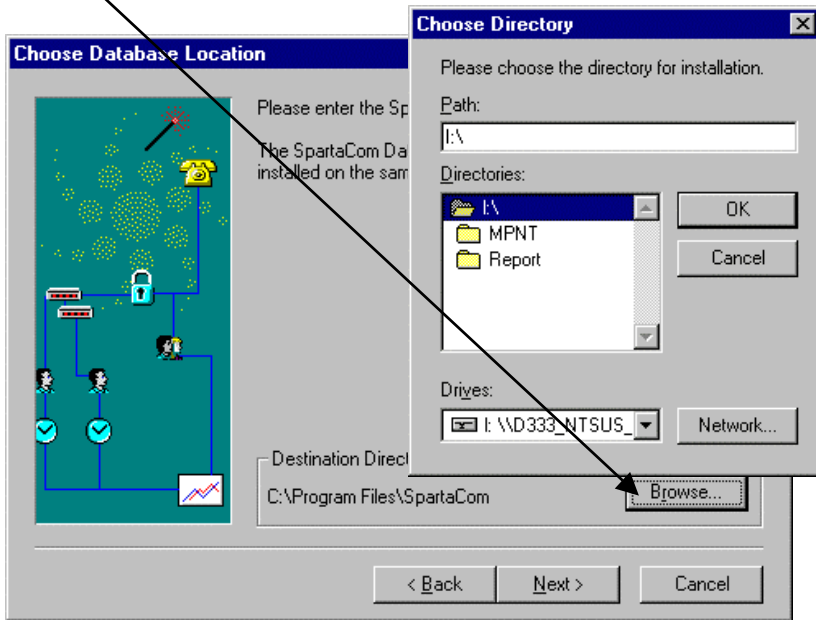 Choose Database Location
Please enter the Sp
The SpartaCom Da
installed on the sam
Destination Direct
C:\Program Files\SpartaCom
Browse...
< Back
Next >
Cancel
Choose Directory
Please choose the directory for installation.
Path:
I:\
Directories:
I:\
MPNT
Report
OK
Cancel
Drives:
I: \\D333_NTSUS_
Network...